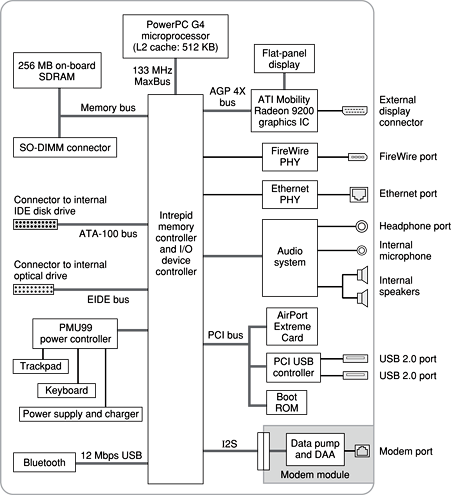 PowerPC G4
microprocessor
(L2 cache: 512 KB)
133 MHz
MaxBus
256 MB on-board
SDRAM
Memory bus
SO-DIMM connector
Flat-panel
display
AGP 4X
bus
ATI Mobility
Radeon 9200
graphics IC
External
display
connector
FireWire
PHY
FireWire port
Ethernet
PHY
Ethernet port
Connector to internal
IDE disk drive
ATA-100 bus
Intrepid
memory
controller
and I/O
device
controller
Audio
system
Headphone port
Internal
microphone
Internal
speakers
Connector to internal
optical drive
EIDE bus
PMU99
power controller
Trackpad
Keyboard
Power supply and charger
PCI bus
AirPort
Extreme
Card
PCI USB
controller
USB 2.0 port
USB 2.0 port
Boot
ROM
Bluetooth
12 Mbps USB
I2S
Data pump
and DAA
Modem port
Modem module